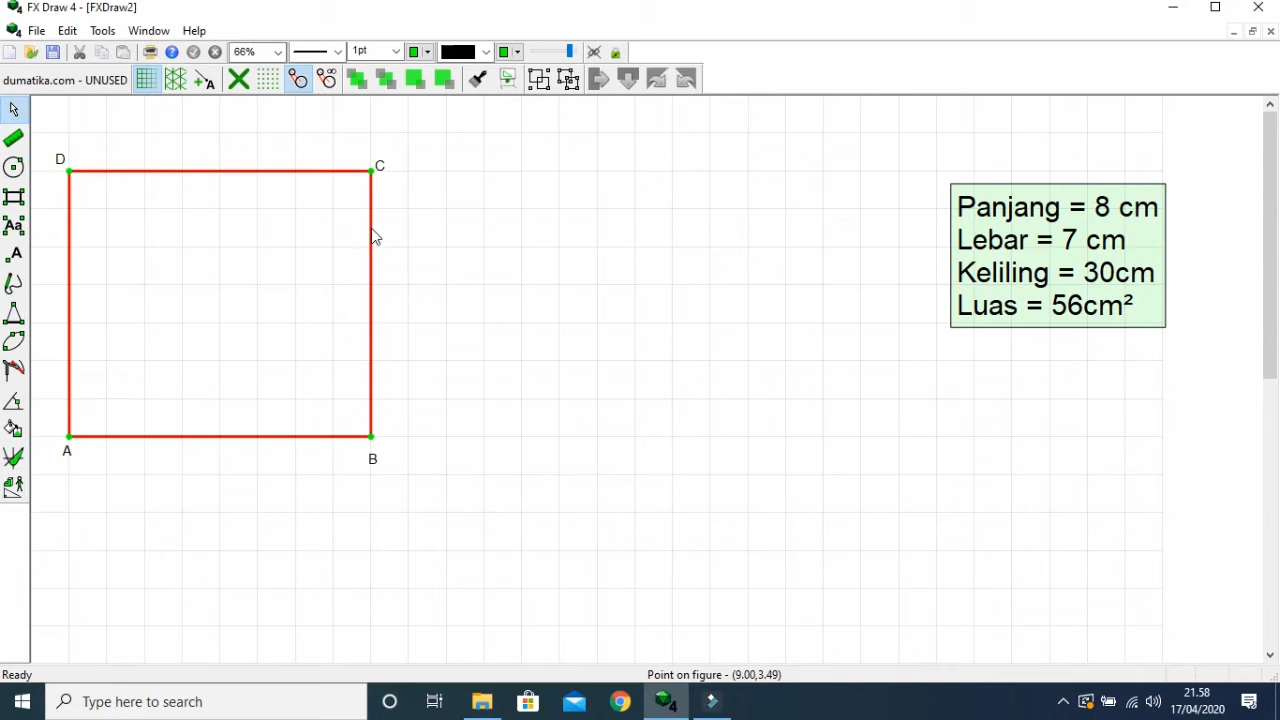 FX Draw 4 - [FXDraw2]
File Edit Tools Window Help
66% 1pt
dumatika.com - UNUSED
D
C
A
B
Panjang = 8 cm
Lebar = 7 cm
Keliling = 30cm
Luas = 56cm²
Ready
Point on figure - (9.00,3.49)
Type here to search
21.58
17/04/2020